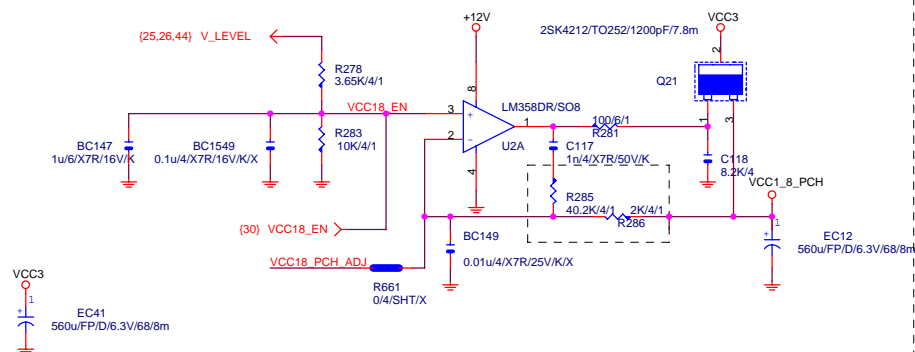 +12V
2SK4212/TO252/1200pF/7.8m
VCC3
{25,26,44} V_LEVEL
2
R278
3.65K/4/1
8
Q21
VCC18_EN
3
+
LM358DR/SO8
1
100/6/1
R281
1
3
BC147
1u/6/X7R/16V/K
BC1549
0.1u/4/X7R/16V/K/X
R283
10K/4/1
2
-
U2A
4
C117
1n/4/X7R/50V/K
C118
8.2K/4
VCC1_8_PCH
R285
40.2K/4/1
2K/4/1
R286
{30} VCC18_EN
1
+
EC12
560u/FP/D/6.3V/68/8m
BC149
0.01u/4/X7R/25V/K/X
VCC18_PCH_ADJ
R661
0/4/SHT/X
VCC3
1
+
EC41
560u/FP/D/6.3V/68/8m